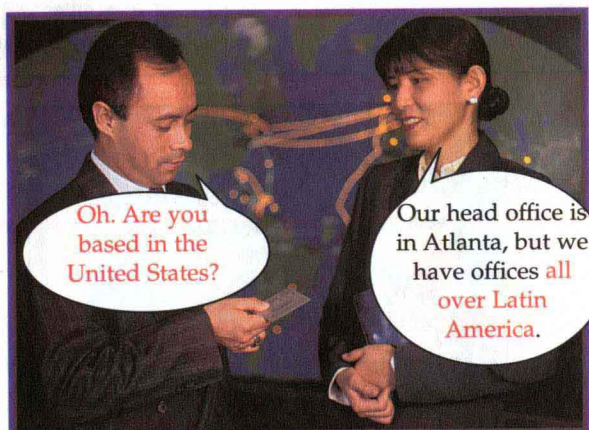 Oh. Are you
based in the
United States?
Our head office is
in Atlanta, but we
have offices all
over Latin
America.